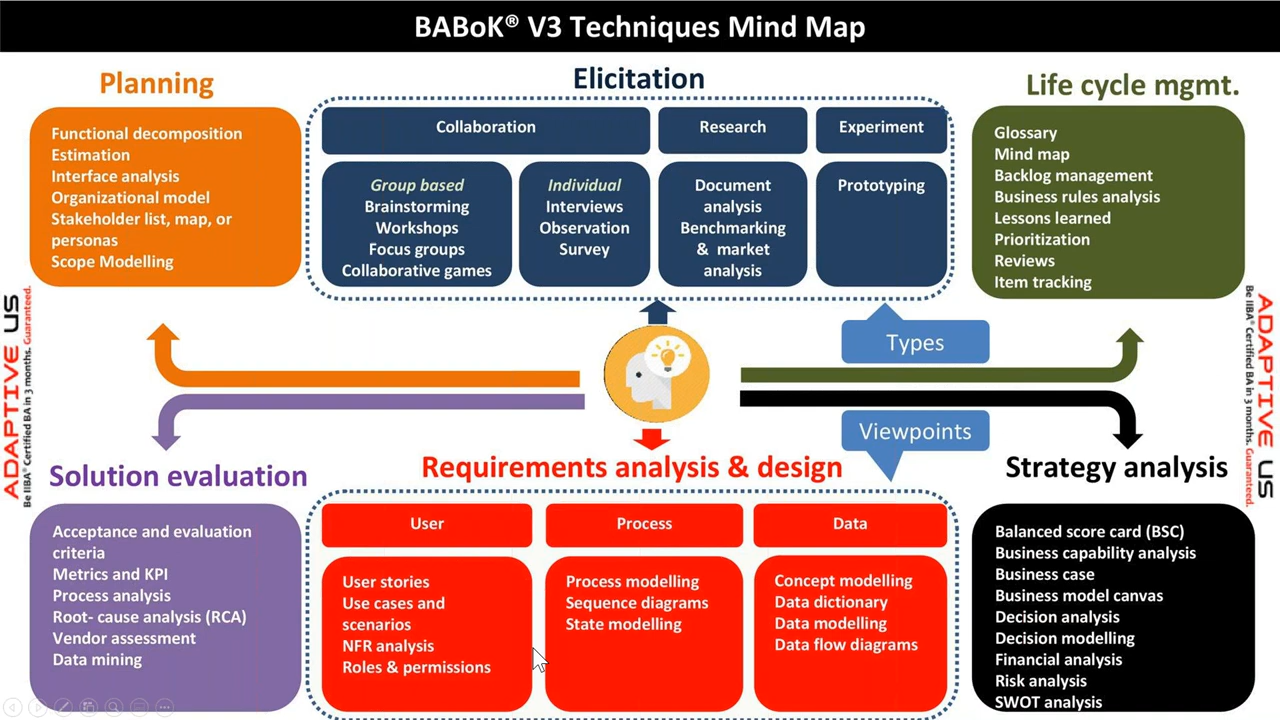 BABoK® V3 Techniques Mind Map
Planning
Functional decomposition
Estimation
Interface analysis
Organizational model
Stakeholder list, map, or
personas
Scope Modelling
Elicitation
Collaboration
Research
Experiment
Group based
Brainstorming
Workshops
Focus groups
Collaborative games
Individual
Interviews
Observation
Survey
Document
analysis
Benchmarking
& market
analysis
Prototyping
Life cycle mgmt.
Glossary
Mind map
Backlog management
Business rules analysis
Lessons learned
Prioritization
Reviews
Item tracking
ADAPTIVE US
Be IIBA® Certified BA in 3 months. Guaranteed.
Types
Viewpoints
ADAPTIVE US
Be IIBA® Certified BA in 3 months. Guaranteed.
Solution evaluation
Acceptance and evaluation
criteria
Metrics and KPI
Process analysis
Root- cause analysis (RCA)
Vendor assessment
Data mining
Requirements analysis & design
User
Process
Data
User stories
Use cases and
scenarios
NFR analysis
Roles & permissions
Process modelling
Sequence diagrams
State modelling
Concept modelling
Data dictionary
Data modelling
Data flow diagrams
Strategy analysis
Balanced score card (BSC)
Business capability analysis
Business case
Business model canvas
Decision analysis
Decision modelling
Financial analysis
Risk analysis
SWOT analysis